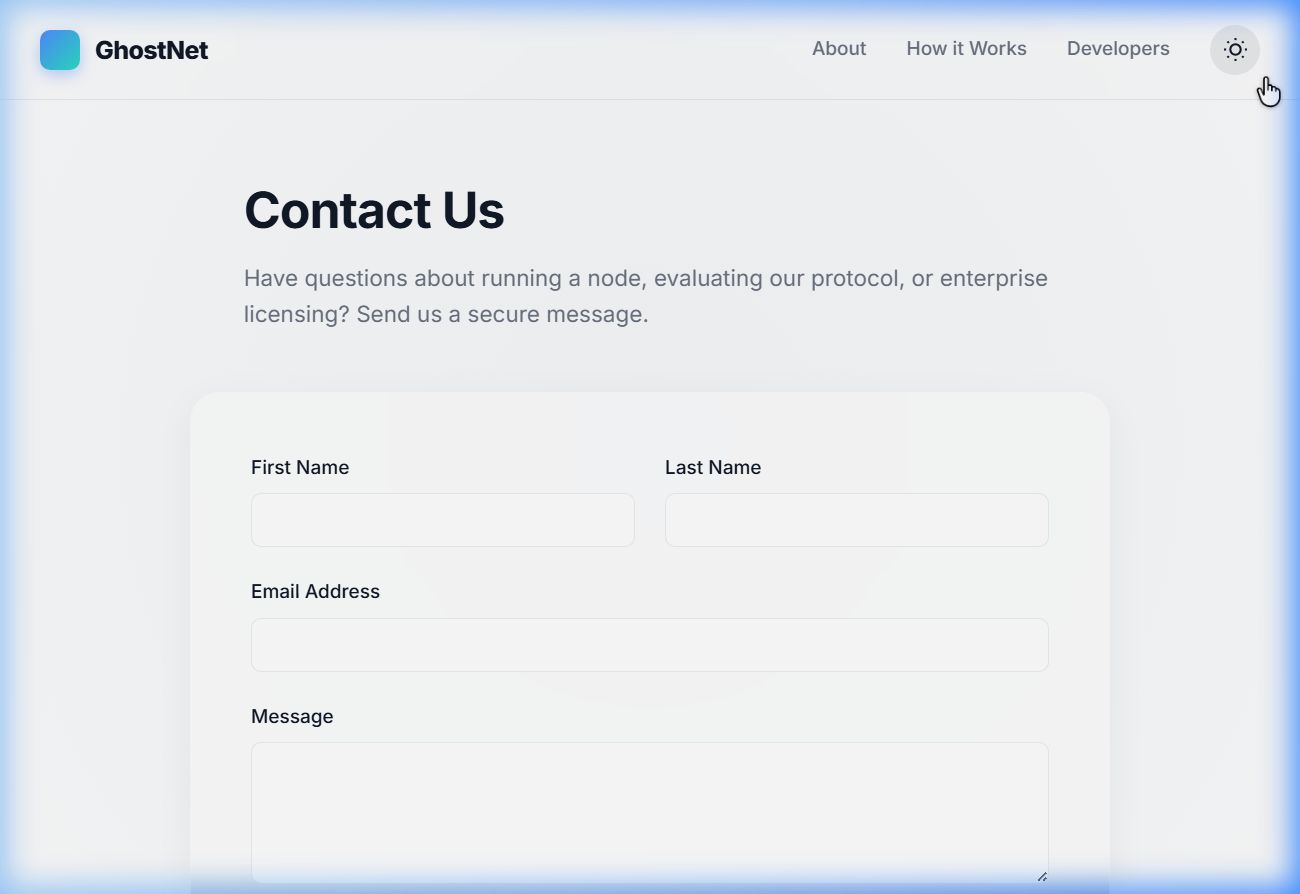 GhostNet
About
How it Works
Developers
Contact Us
Have questions about running a node, evaluating our protocol, or enterprise
licensing? Send us a secure message.
First Name
Last Name
Email Address
Message